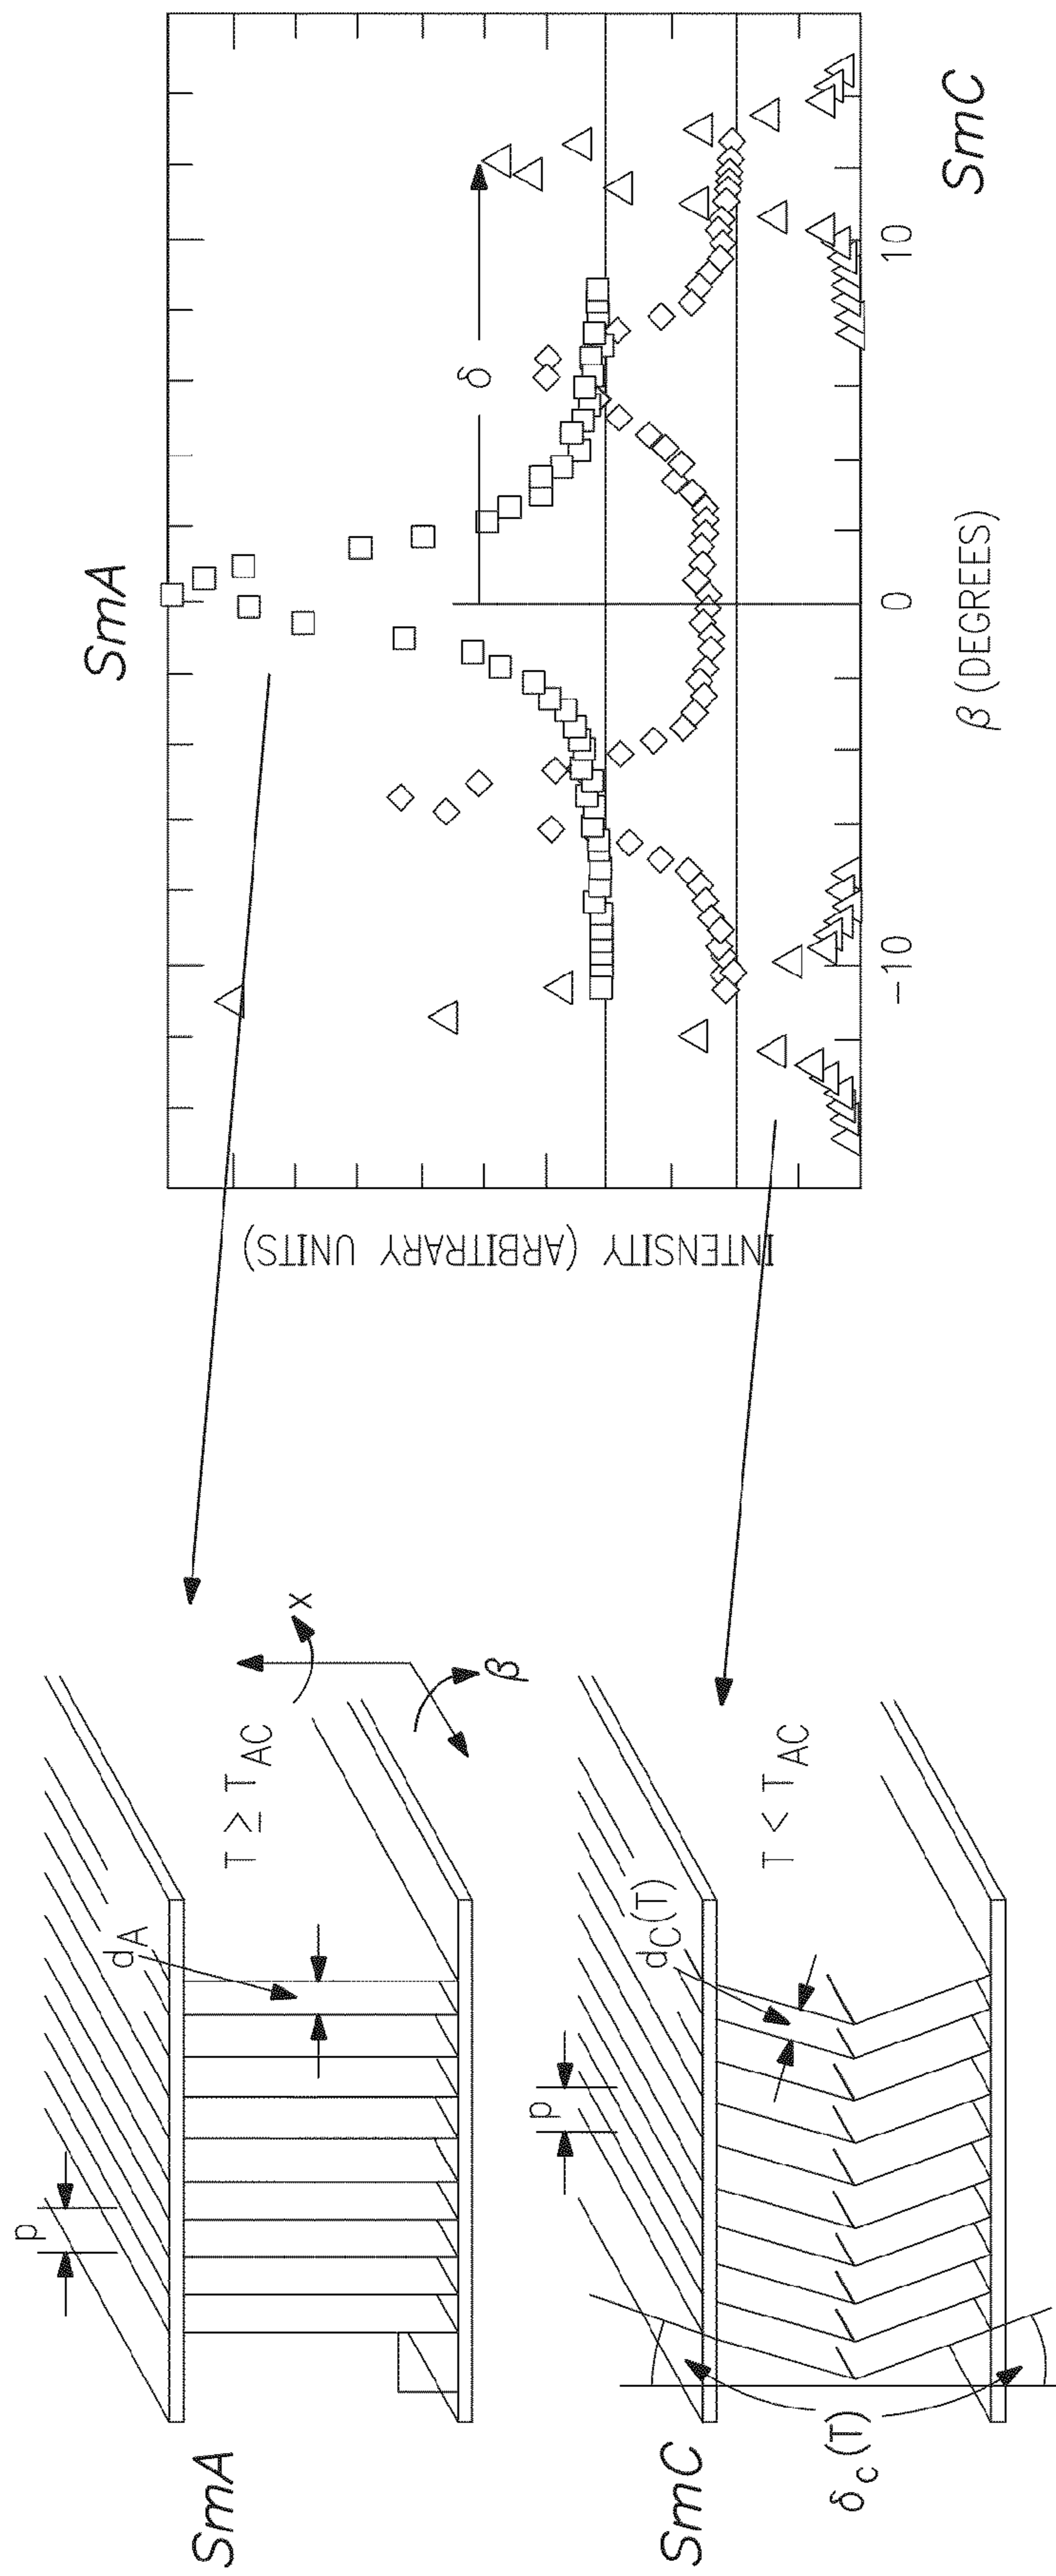 SmA
p
d_A
T ≥ T_AC
x
β
SmC
p
d_C(T)
T < T_AC
δ_c(T)
SmA
INTENSITY (ARBITRARY UNITS)
δ
-10
0
10
β (DEGREES)
SmC